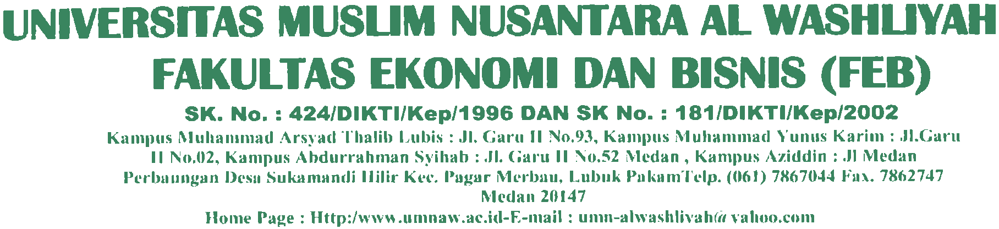 UNIVERSITAS MUSLIM NUSANTARA AL WASHLIYAH
FAKULTAS EKONOMI DAN BISNIS (FEB)
SK. No. : 424/DIKTI/Kep/1996 DAN SK No. : 181/DIKTI/Kep/2002
Kampus Muhammad Arsyad Thalib Lubis : Jl. Garu II No.93, Kampus Muhammad Yunus Karim : Jl.Garu
II No.02, Kampus Abdurrahman Syihab : Jl. Garu II No.52 Medan , Kampus Aziddin : Jl Medan
Perbaungan Desa Sukamandi Hilir Kec. Pagar Merbau, Lubuk PakamTelp. (061) 7867044 Fax. 7862747
Medan 20147
Home Page : Http:/www.umnaw.ac.id-E-mail : umn-alwashliyah@yahoo.com